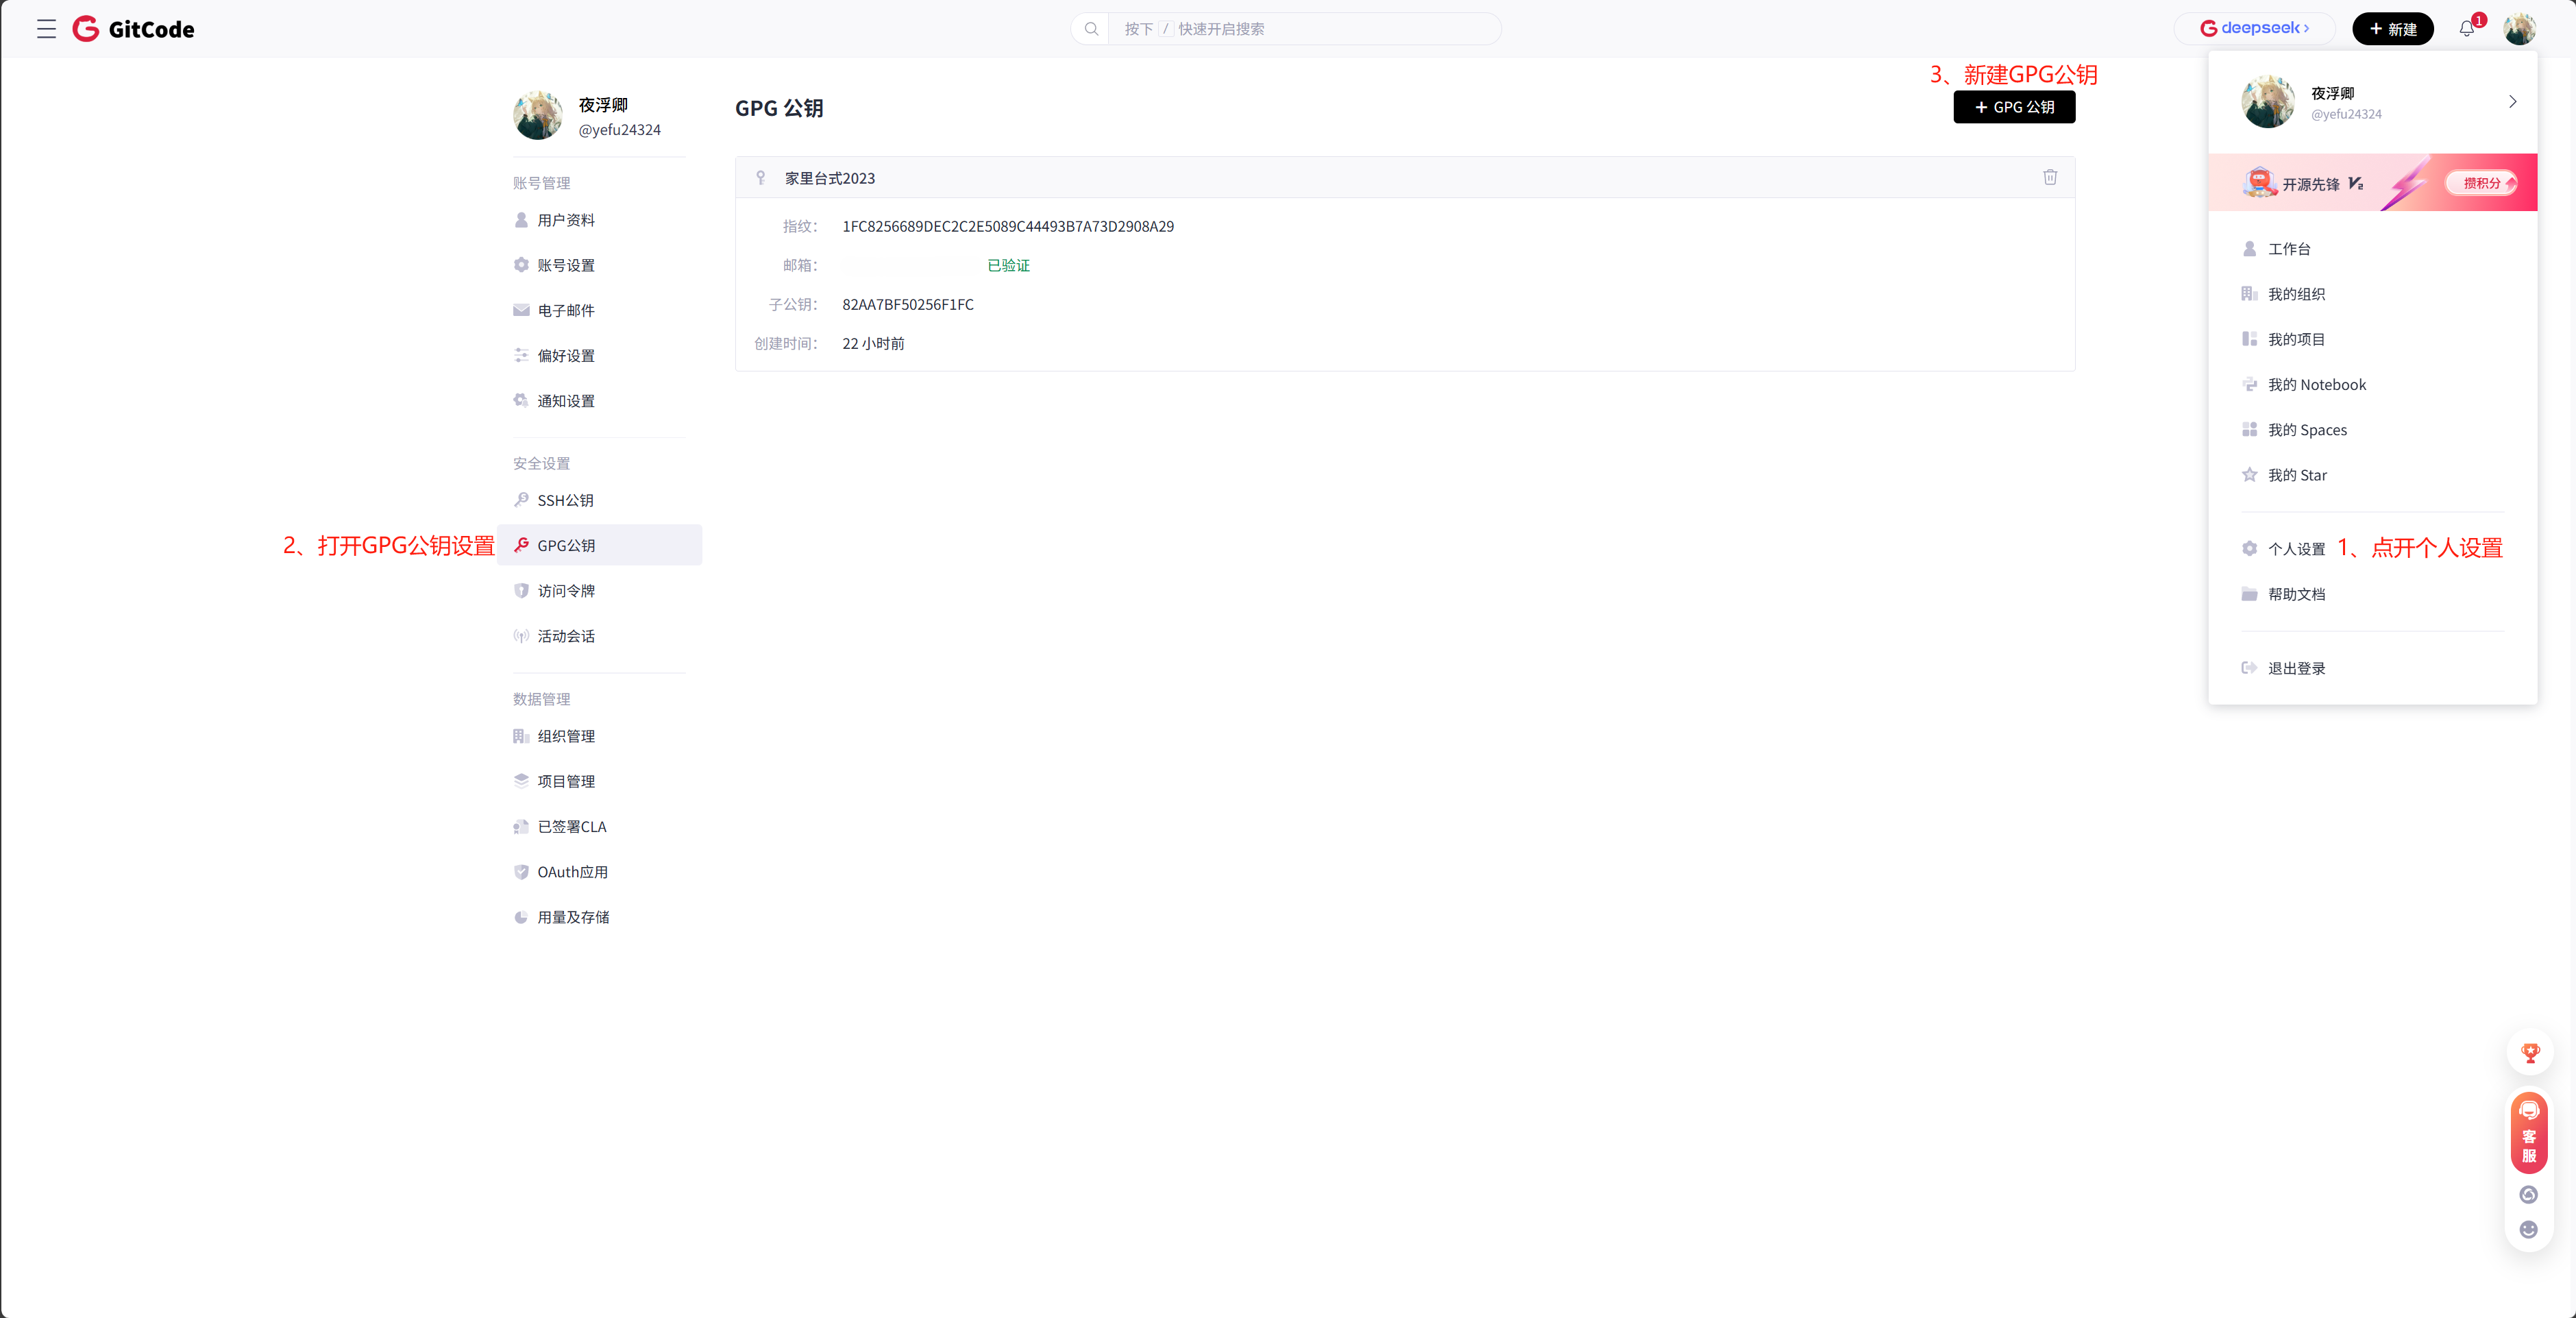 GitCode
按下 / 快速开启搜索
deepseek
新建
1
3、新建GPG公钥
夜浮卿
@yefu24324
GPG 公钥
GPG 公钥
账号管理
用户资料
账号设置
电子邮件
偏好设置
通知设置
安全设置
SSH公钥
2、打开GPG公钥设置
GPG公钥
访问令牌
活动会话
数据管理
组织管理
项目管理
已签署CLA
OAuth应用
用量及存储
家里台式2023
指纹: 1FC8256689DEC2C2E5089C44493B7A73D2908A29
邮箱: 已验证
子公钥: 82AA7BF50256F1FC
创建时间: 22 小时前
夜浮卿
@yefu24324
开源先锋 V2
攒积分
工作台
我的组织
我的项目
我的 Notebook
我的 Spaces
我的 Star
个人设置
1、点开个人设置
帮助文档
退出登录
客
服